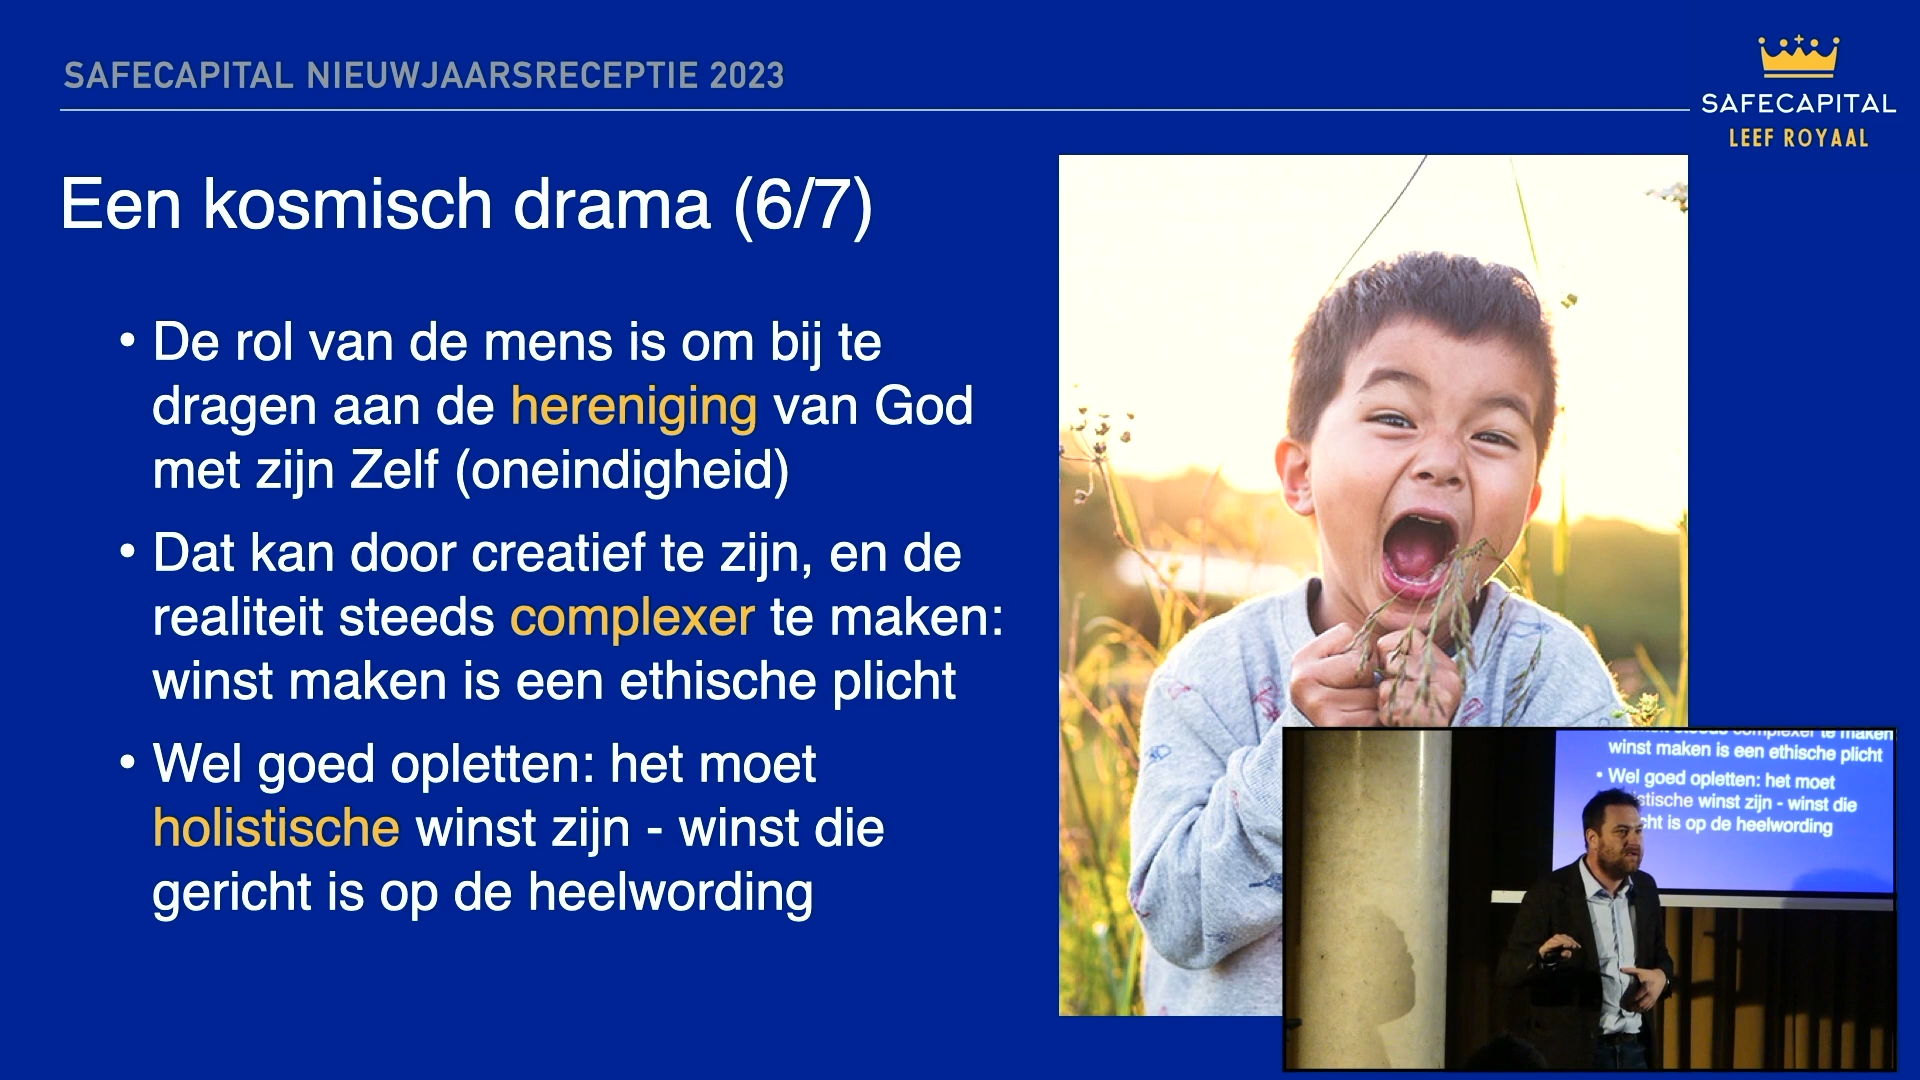 SAFECAPITAL NIEUWJAARSRECEPTIE 2023
SAFECAPITAL
LEEF ROYAAL
Een kosmisch drama (6/7)
• De rol van de mens is om bij te
dragen aan de hereniging van God
met zijn Zelf (oneindigheid)
• Dat kan door creatief te zijn, en de
realiteit steeds complexer te maken:
winst maken is een ethische plicht
• Wel goed opletten: het moet
holistische winst zijn - winst die
gericht is op de heelwording
steeds complexer te maken
winst maken is een ethische plicht
• Wel goed opletten: het moet
winst zijn - winst die
is op de heelwording